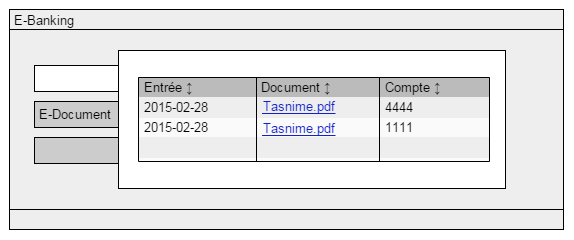 E-Banking
E-Document
Entrée ↕ Document ↕ Compte ↕
2015-02-28 Tasnime.pdf 4444
2015-02-28 Tasnime.pdf 1111